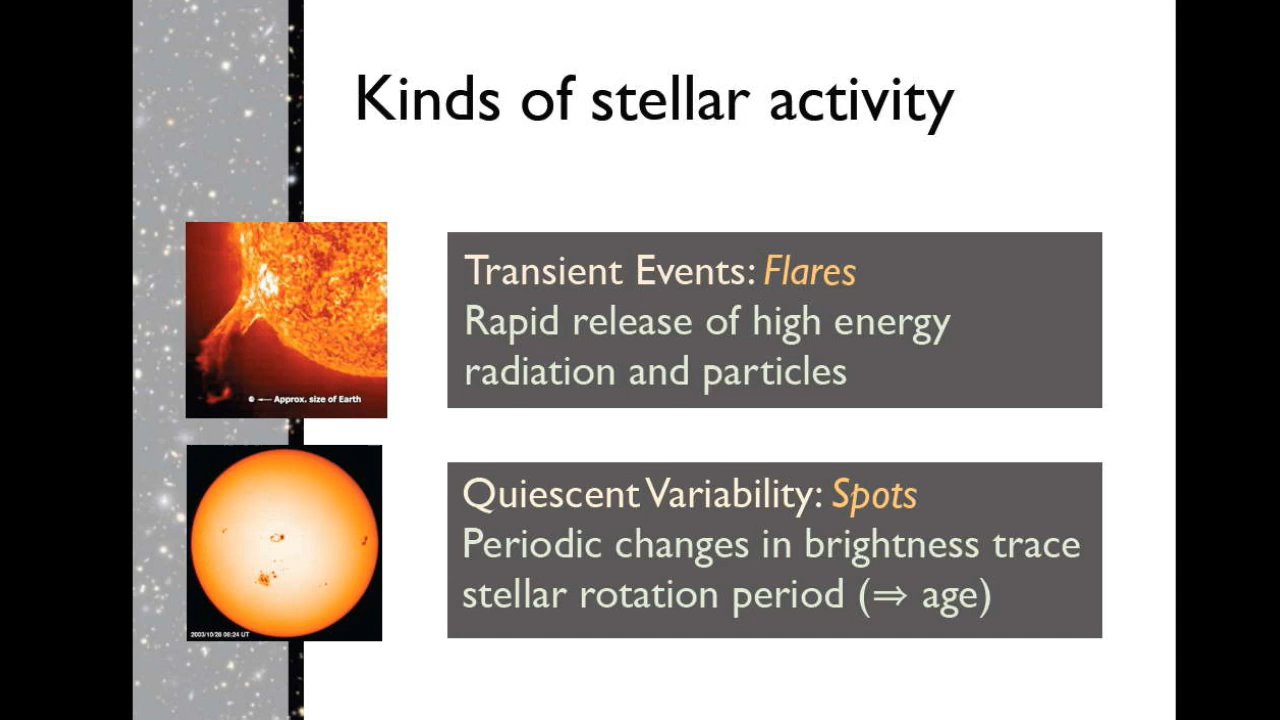 Kinds of stellar activity
Approx. size of Earth
Transient Events: Flares
Rapid release of high energy
radiation and particles
2003/10/28 06:24 UT
Quiescent Variability: Spots
Periodic changes in brightness trace
stellar rotation period (⇒ age)